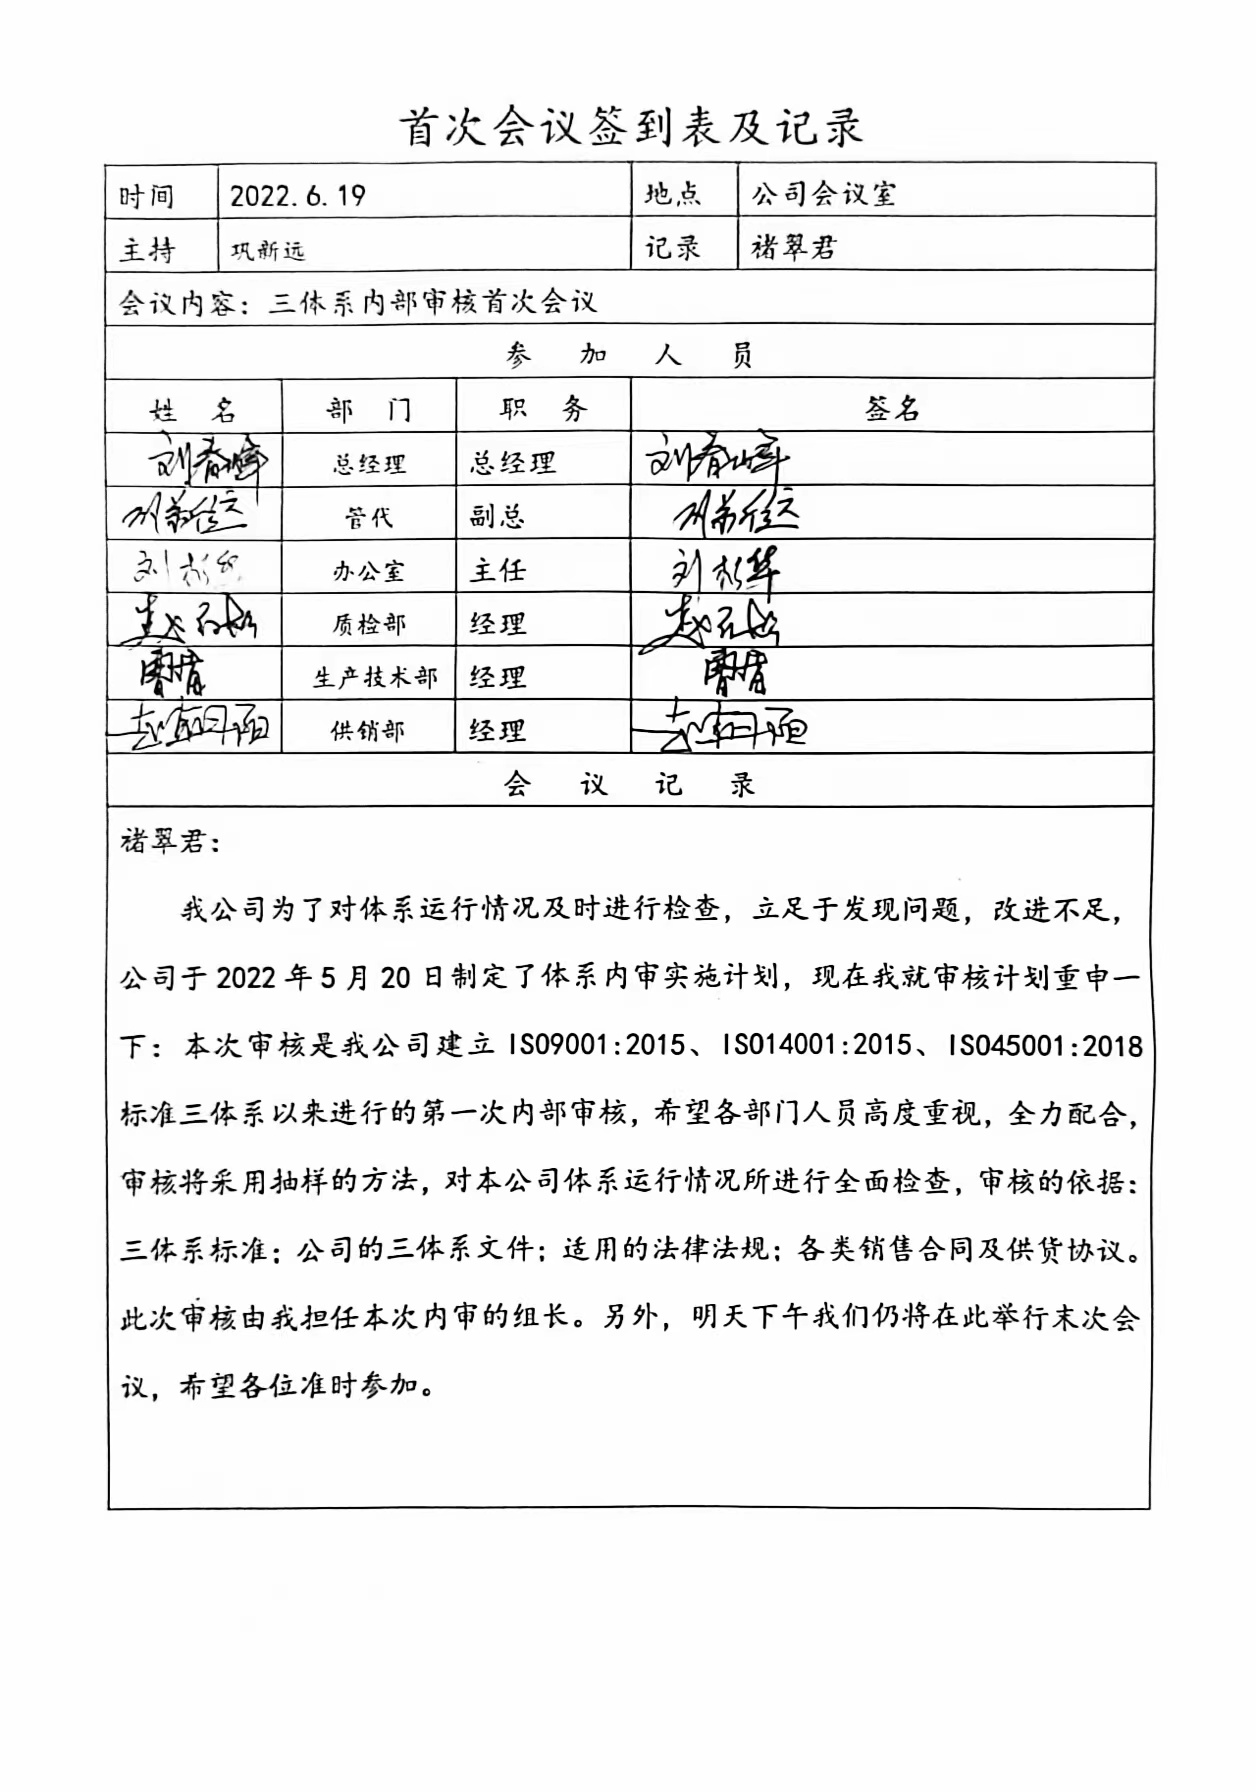 首次会议签到表及记录
时间 2022.6.19 地点 公司会议室
主持 巩新远 记录 褚翠君
会议内容：三体系内部审核首次会议
参 加 人 员
姓 名 部 门 职 务 签名
刘春峰 总经理 总经理 刘春峰
管代 副总
刘彬华 办公室 主任 刘彬华
质检部 经理
曹婧 生产技术部 经理 曹婧
供销部 经理
会 议 记 录
褚翠君：
我公司为了对体系运行情况及时进行检查，立足于发现问题，改进不足，
公司于 2022 年 5 月 20 日制定了体系内审实施计划，现在我就审核计划重申一
下：本次审核是我公司建立 ISO9001:2015、ISO14001:2015、ISO45001:2018
标准三体系以来进行的第一次内部审核，希望各部门人员高度重视，全力配合，
审核将采用抽样的方法，对本公司体系运行情况所进行全面检查，审核的依据：
三体系标准；公司的三体系文件；适用的法律法规；各类销售合同及供货协议。
此次审核由我担任本次内审的组长。另外，明天下午我们仍将在此举行末次会
议，希望各位准时参加。